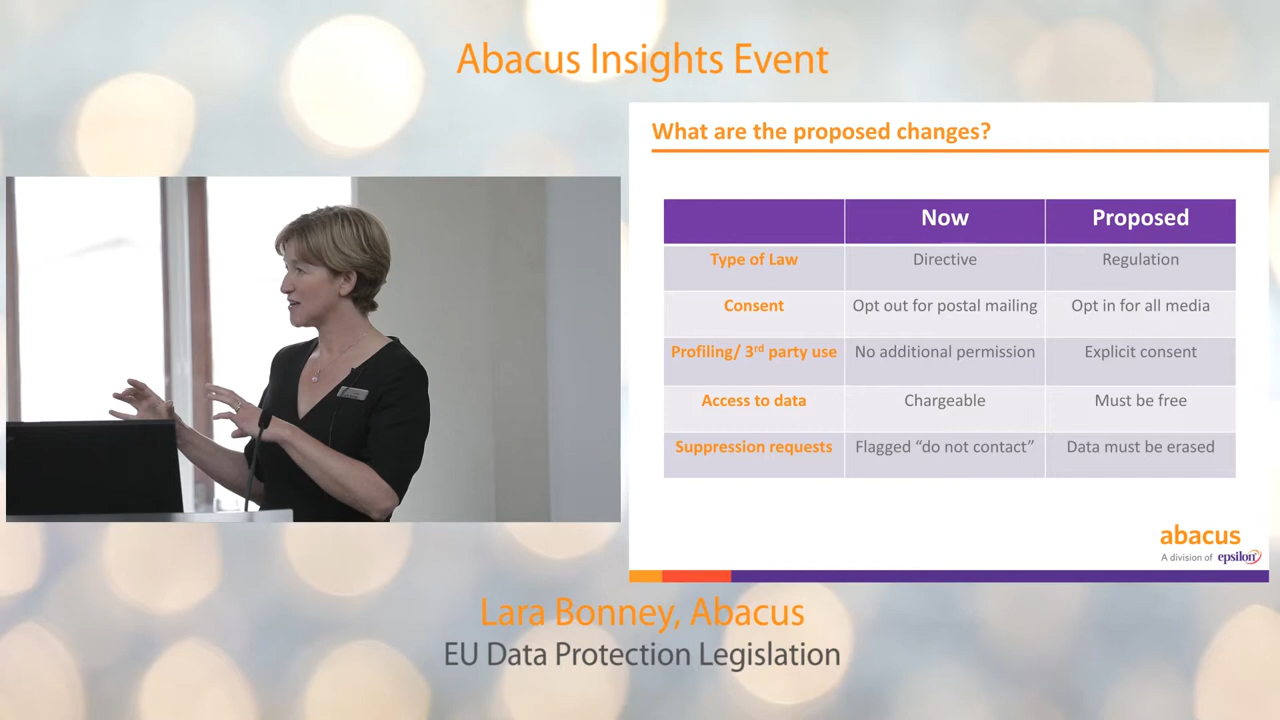 Abacus Insights Event
What are the proposed changes?
Now Proposed
Type of Law Directive Regulation
Consent Opt out for postal mailing Opt in for all media
Profiling/ 3rd party use No additional permission Explicit consent
Access to data Chargeable Must be free
Suppression requests Flagged “do not contact” Data must be erased
abacus
A division of epsilon
Lara Bonney, Abacus
EU Data Protection Legislation